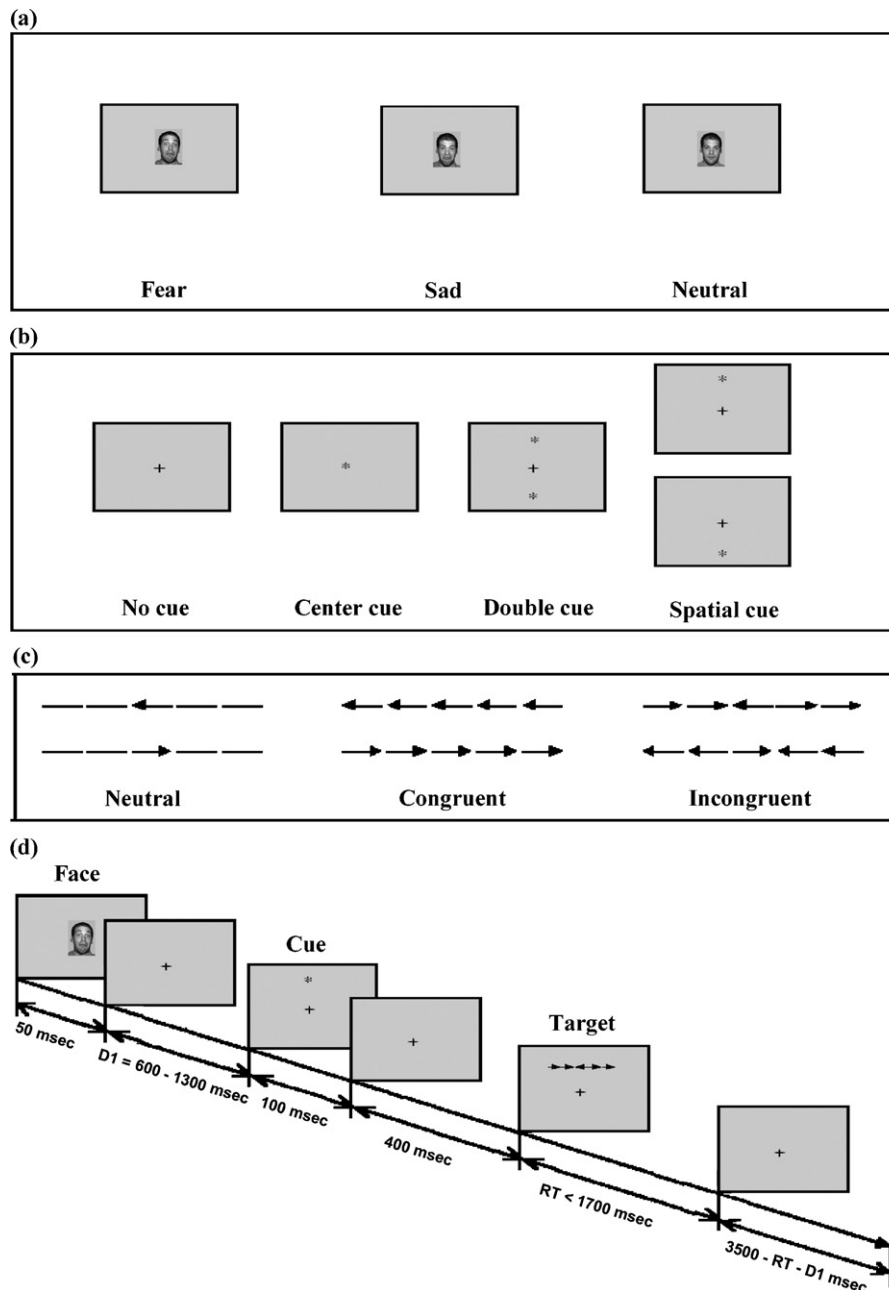 (a)
Fear Sad Neutral
(b)
No cue Center cue Double cue Spatial cue
(c)
Neutral Congruent Incongruent
(d)
Face
Cue
Target
50 msec
D1 = 600 - 1300 msec
100 msec
400 msec
RT < 1700 msec
3500 - RT - D1 msec